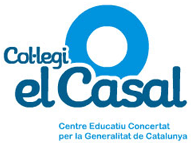 Col·legi
el Casal
Centre Educatiu Concertat
per la Generalitat de Catalunya